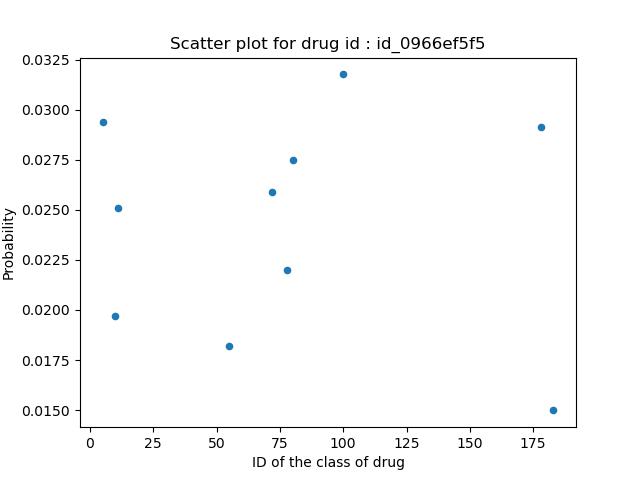 Scatter plot for drug id : id_0966ef5f5
0.0325
0.0300
0.0275
0.0250
0.0225
0.0200
0.0175
0.0150
Probability
0 25 50 75 100 125 150 175
ID of the class of drug